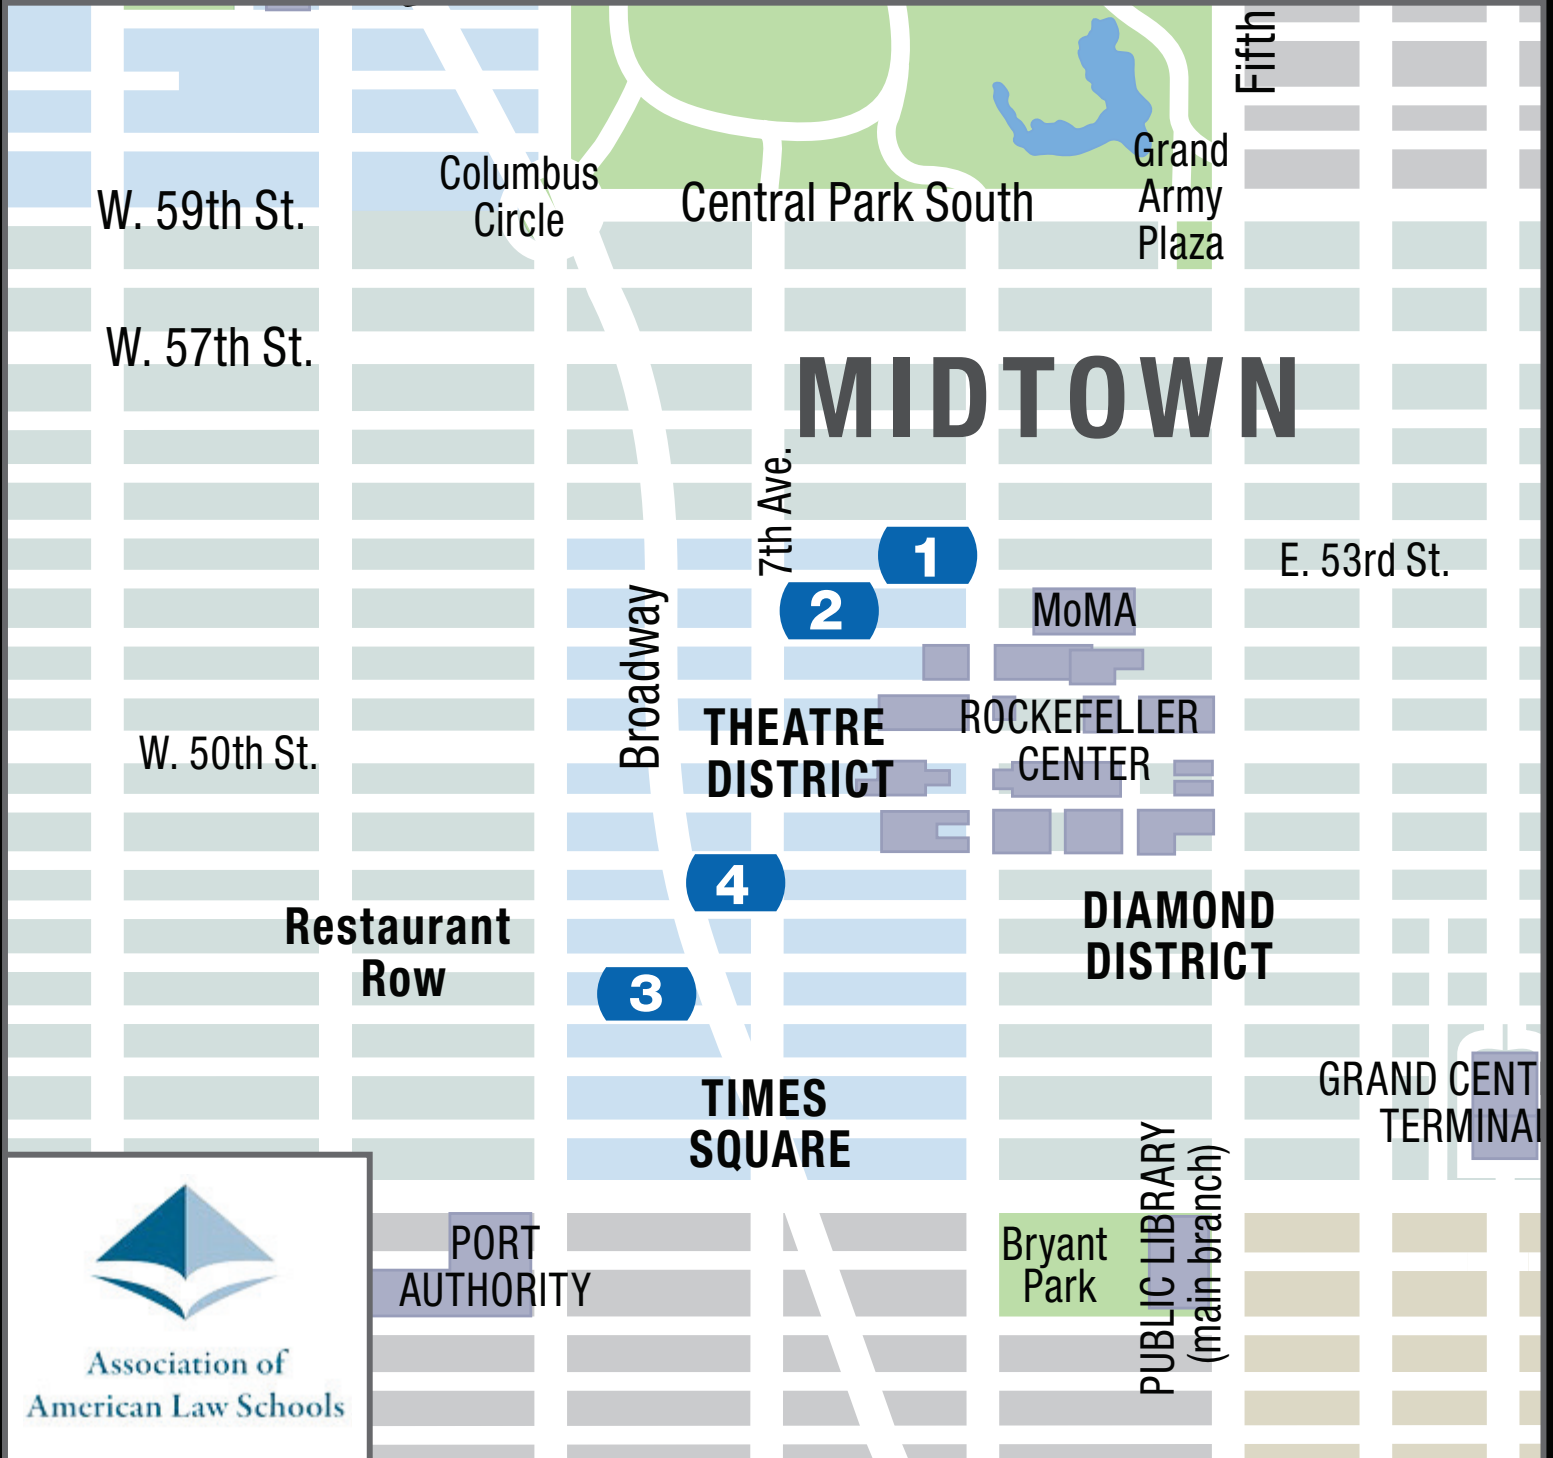 Fifth
Columbus
Circle
Grand
Army
Plaza
W. 59th St.
Central Park South
W. 57th St.
MIDTOWN
7th Ave.
1
E. 53rd St.
2
MoMA
Broadway
THEATRE
DISTRICT
ROCKEFELLER
CENTER
W. 50th St.
4
Restaurant
Row
DIAMOND
DISTRICT
3
TIMES
SQUARE
GRAND CENT
TERMINAL
PORT
AUTHORITY
Bryant
Park
PUBLIC LIBRARY
(main branch)
Association of
American Law Schools